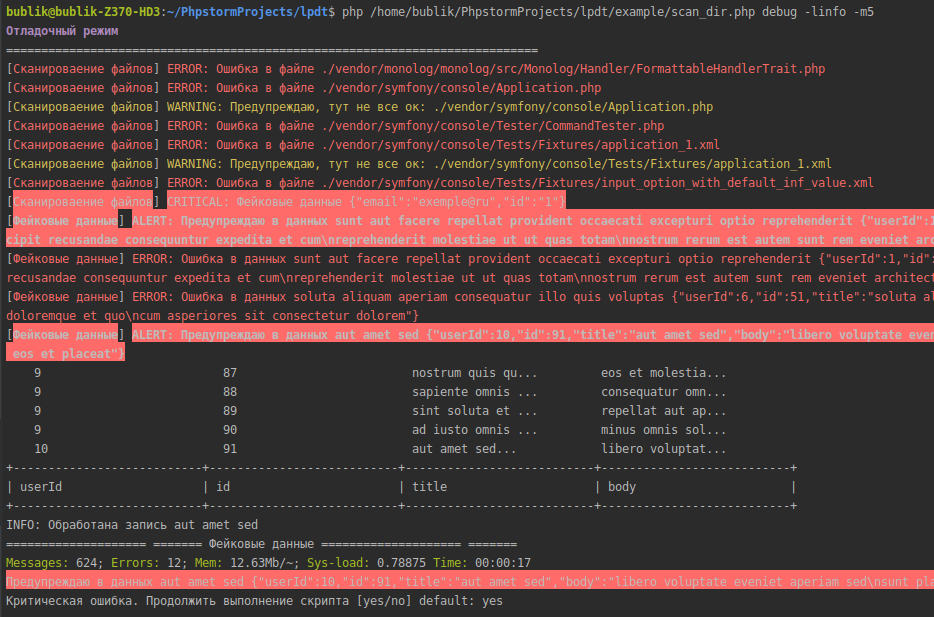 bublik@bublik-Z370-HD3:~/PhpstormProjects/lpdt$ php /home/bublik/PhpstormProjects/lpdt/example/scan_dir.php debug -linfo -m5
Отладочный режим
============================================================================
[Сканироваение файлов] ERROR: Ошибка в файле ./vendor/monolog/monolog/src/Monolog/Handler/FormattableHandlerTrait.php
[Сканироваение файлов] ERROR: Ошибка в файле ./vendor/symfony/console/Application.php
[Сканироваение файлов] WARNING: Предупреждаю, тут не все ок: ./vendor/symfony/console/Application.php
[Сканироваение файлов] ERROR: Ошибка в файле ./vendor/symfony/console/Tester/CommandTester.php
[Сканироваение файлов] ERROR: Ошибка в файле ./vendor/symfony/console/Tests/Fixtures/application_1.xml
[Сканироваение файлов] WARNING: Предупреждаю, тут не все ок: ./vendor/symfony/console/Tests/Fixtures/application_1.xml
[Сканироваение файлов] ERROR: Ошибка в файле ./vendor/symfony/console/Tests/Fixtures/input_option_with_default_inf_value.xml
[Сканироваение файлов] CRITICAL: Фейковые данные {"email":"exemple@ru","id":"1"}
[Фейковые данные] ALERT: Предупреждаю в данных sunt aut facere repellat provident occaecati excepturi optio reprehenderit {"userId":1
cipit recusandae consequuntur expedita et cum\nreprehenderit molestiae ut ut quas totam\nnostrum rerum est autem sunt rem eveniet arc
[Фейковые данные] ERROR: Ошибка в данных sunt aut facere repellat provident occaecati excepturi optio reprehenderit {"userId":1,"id":
recusandae consequuntur expedita et cum\nreprehenderit molestiae ut ut quas totam\nnostrum rerum est autem sunt rem eveniet architect
[Фейковые данные] ERROR: Ошибка в данных soluta aliquam aperiam consequatur illo quis voluptas {"userId":6,"id":51,"title":"soluta al
doloremque et quo\ncum asperiores sit consectetur dolorem"}
[Фейковые данные] ALERT: Предупреждаю в данных aut amet sed {"userId":10,"id":91,"title":"aut amet sed","body":"libero voluptate even
eos et placeat"}
9 87 nostrum quis qu... eos et molestia...
9 88 sapiente omnis ... consequatur omn...
9 89 sint soluta et ... repellat aut ap...
9 90 ad iusto omnis ... minus omnis sol...
10 91 aut amet sed... libero voluptat...
+---------------------------+---------------------------+---------------------------+---------------------------+
| userId | id | title | body |
+---------------------------+---------------------------+---------------------------+---------------------------+
INFO: Обработана запись aut amet sed
==================== ======= Фейковые данные ==================== =======
Messages: 624; Errors: 12; Mem: 12.63Mb/~; Sys-load: 0.78875 Time: 00:00:17
Предупреждаю в данных aut amet sed {"userId":10,"id":91,"title":"aut amet sed","body":"libero voluptate eveniet aperiam sed\nsunt pla
Критическая ошибка. Продолжить выполнение скрипта [yes/no] default: yes